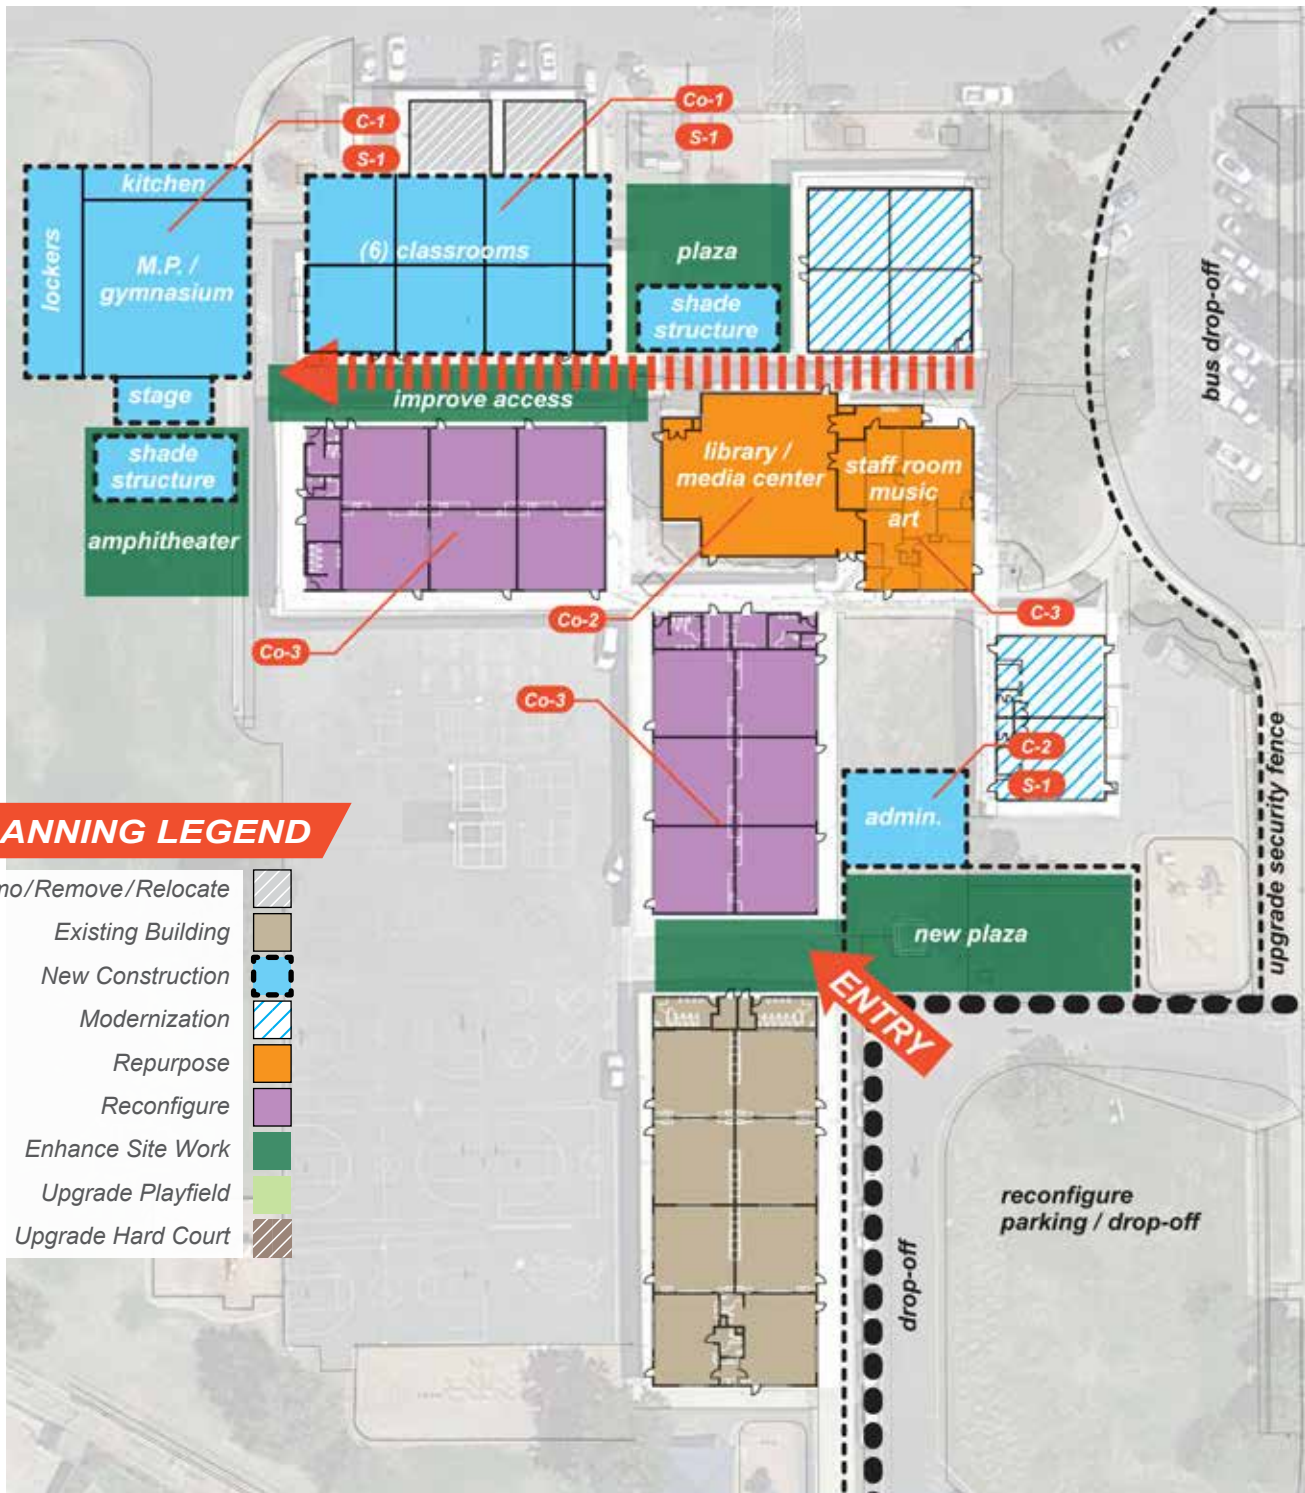 C-1
Co-1
S-1
S-1
kitchen
lockers
M.P. /
gymnasium
(6) classrooms
plaza
shade
structure
bus drop-off
stage
improve access
shade
structure
amphitheater
library /
media center
staff room
music
art
Co-2
C-3
Co-3
Co-3
C-2
S-1
admin.
upgrade security fence
new plaza
ENTRY
ANNING LEGEND
no/Remove/Relocate
Existing Building
New Construction
Modernization
Repurpose
Reconfigure
Enhance Site Work
Upgrade Playfield
Upgrade Hard Court
reconfigure
parking / drop-off
drop-off